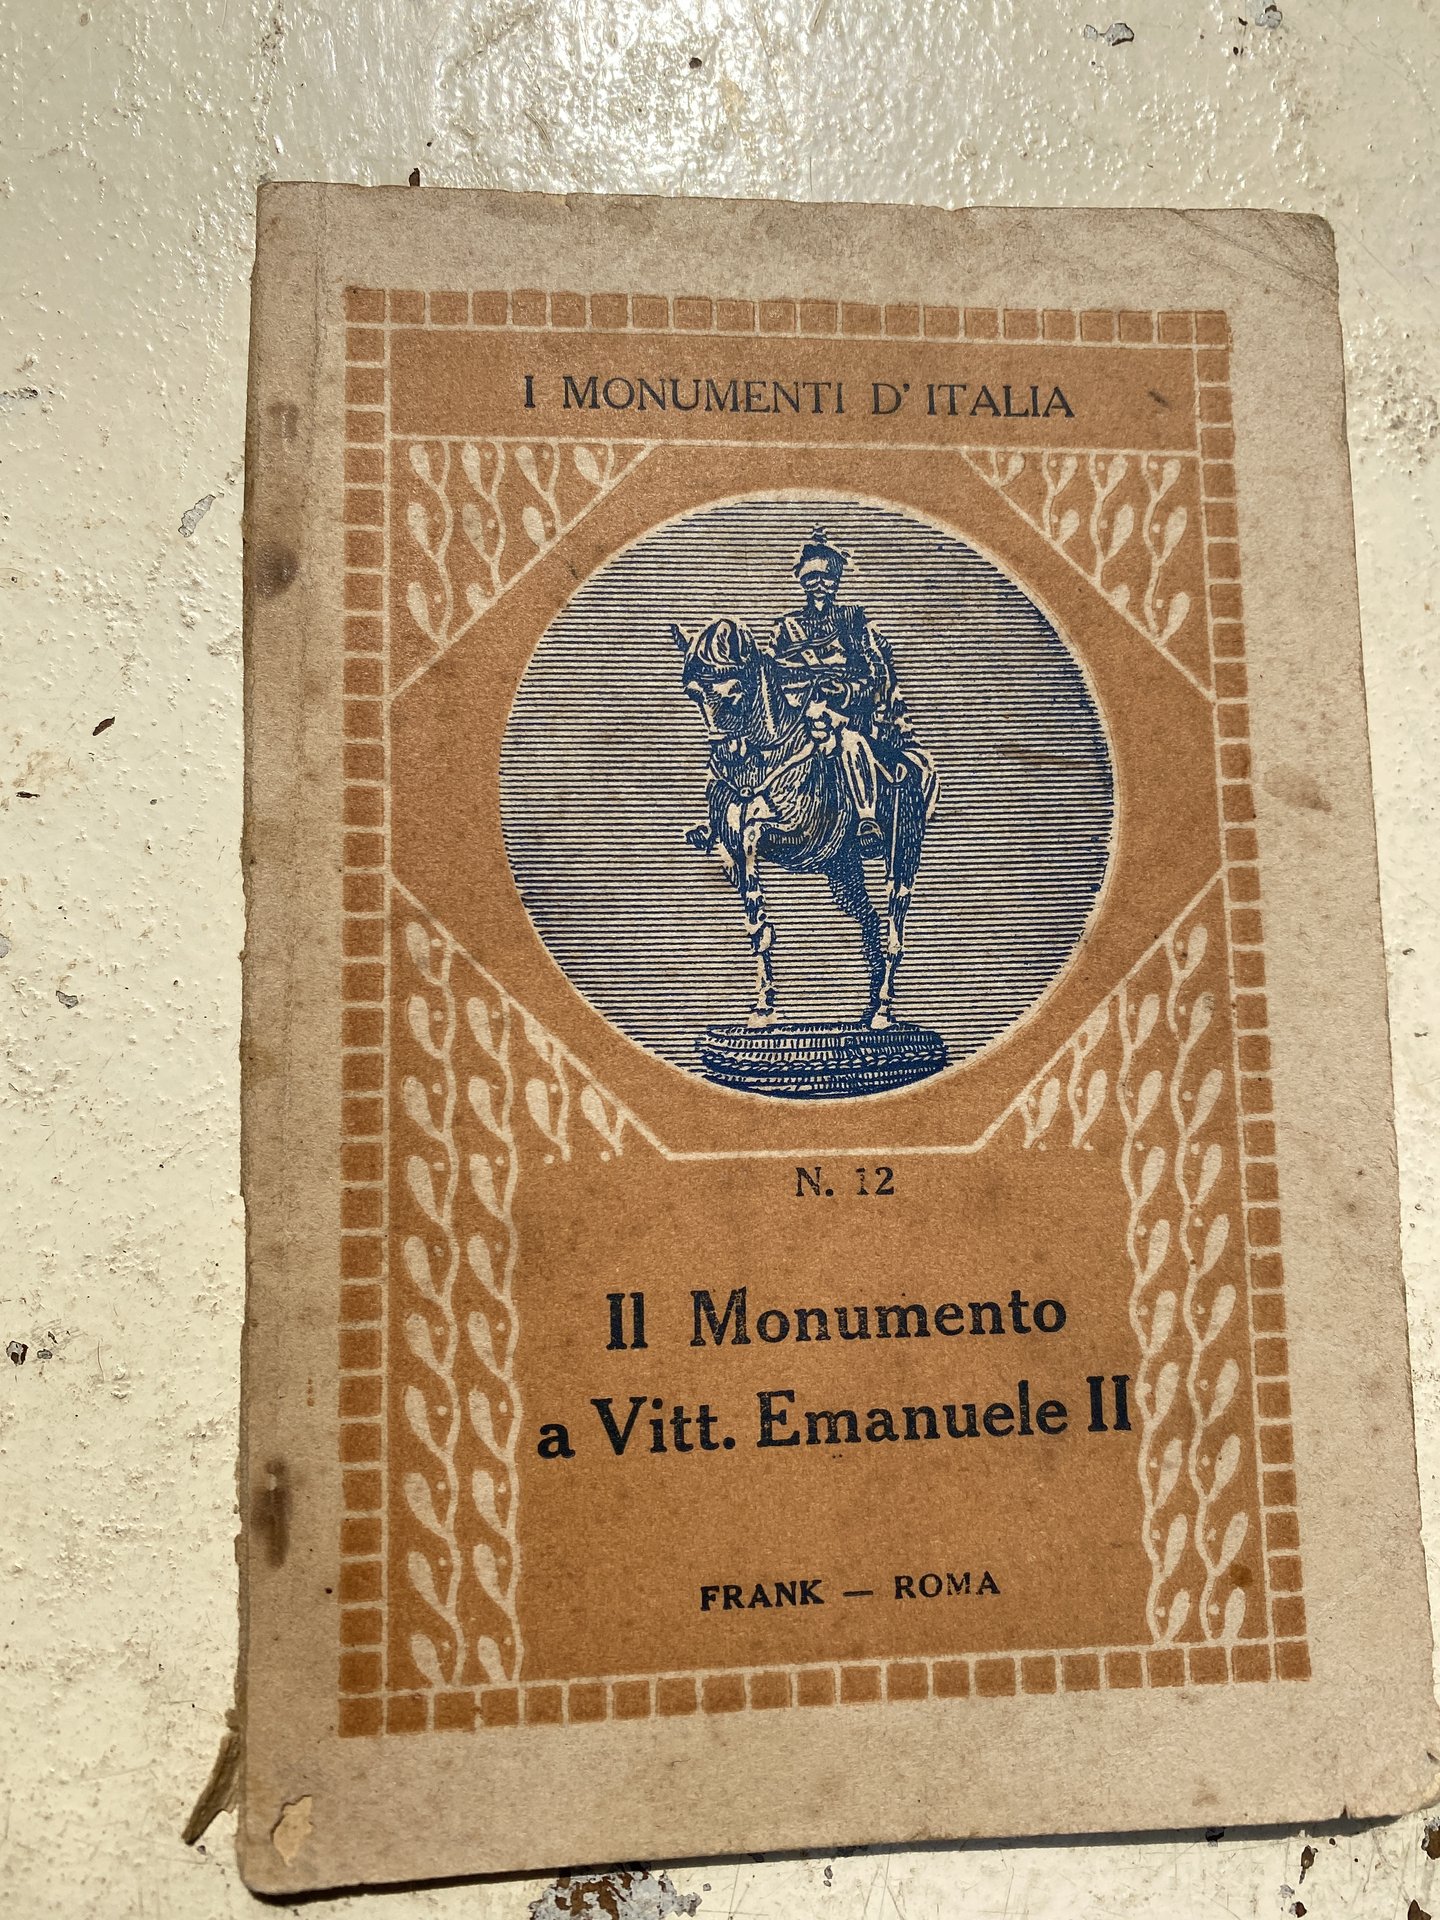 I MONUMENTI D' ITALIA
N. 12
Il Monumento
a Vitt. Emanuele II
FRANK — ROMA